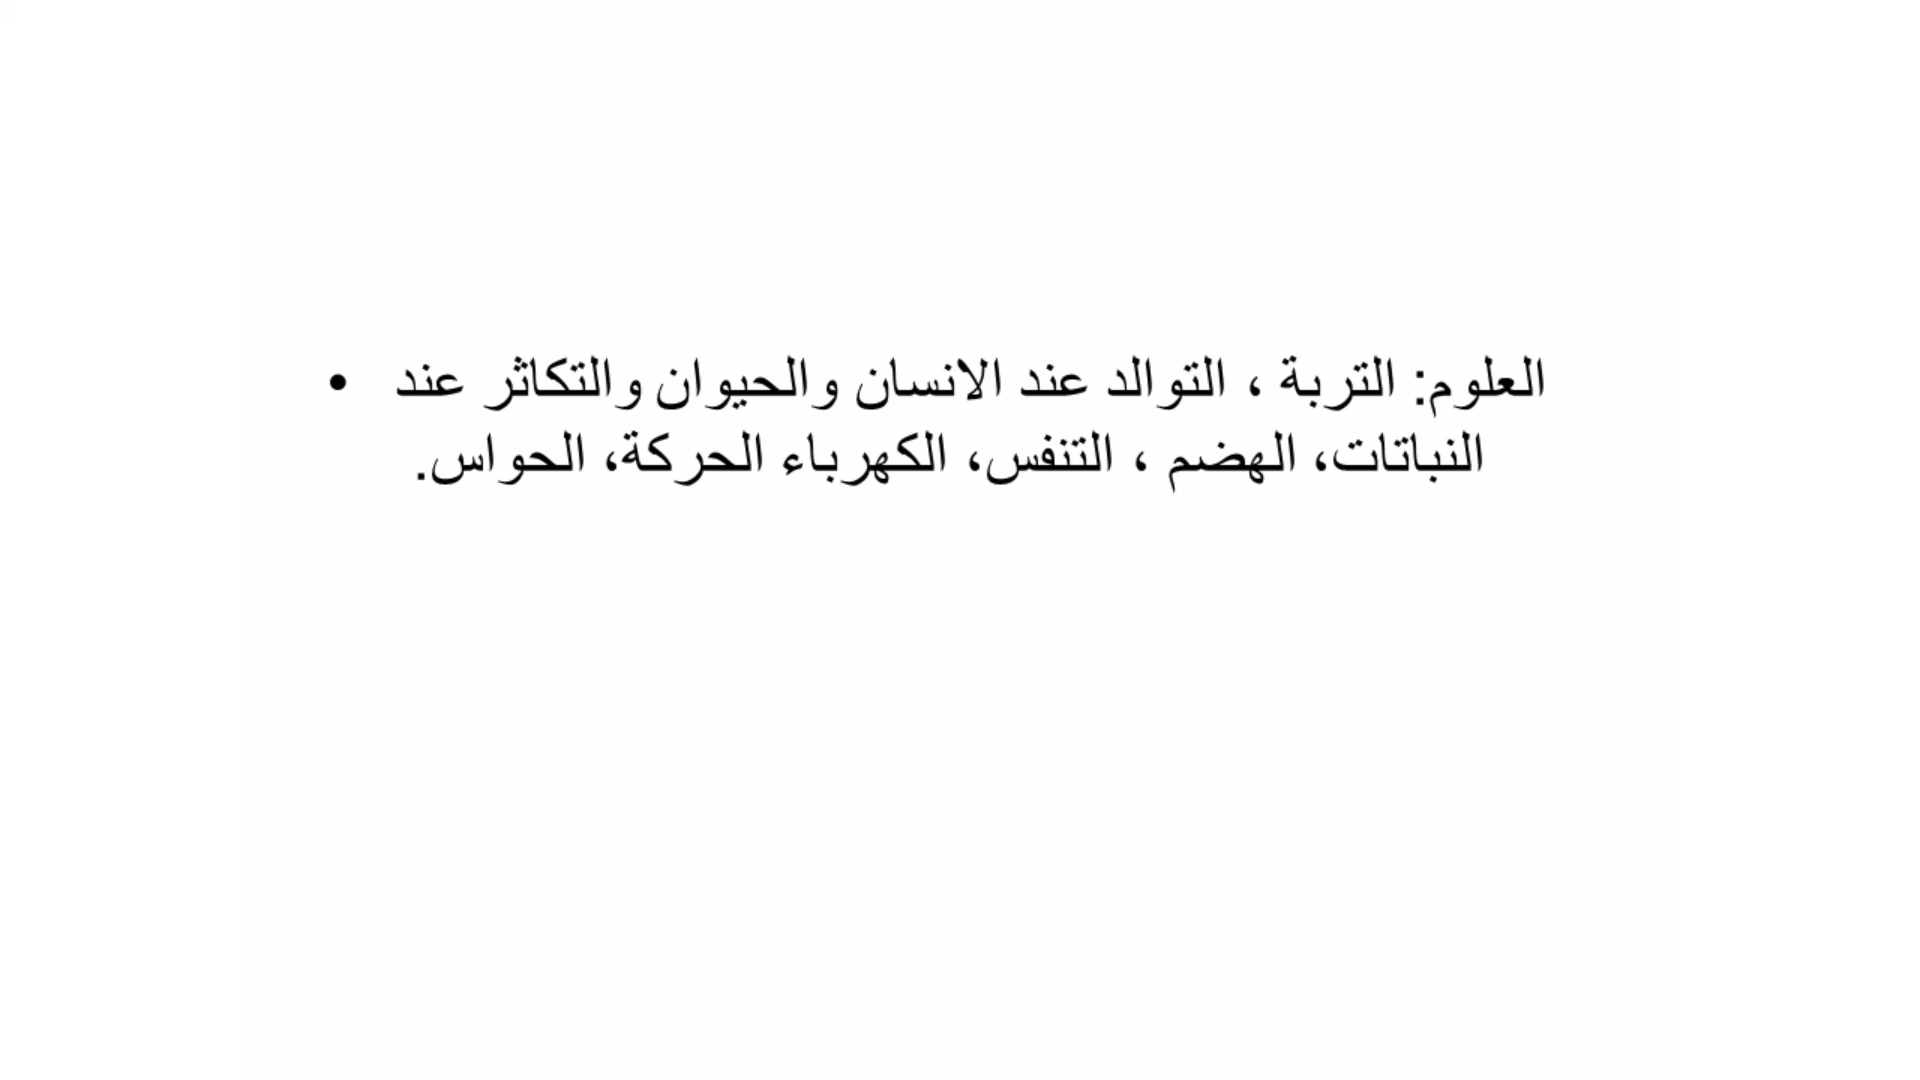 • العلوم: التربة ، التوالد عند الانسان والحيوان والتكاثر عند
النباتات، الهضم ، التنفس، الكهرباء الحركة، الحواس.